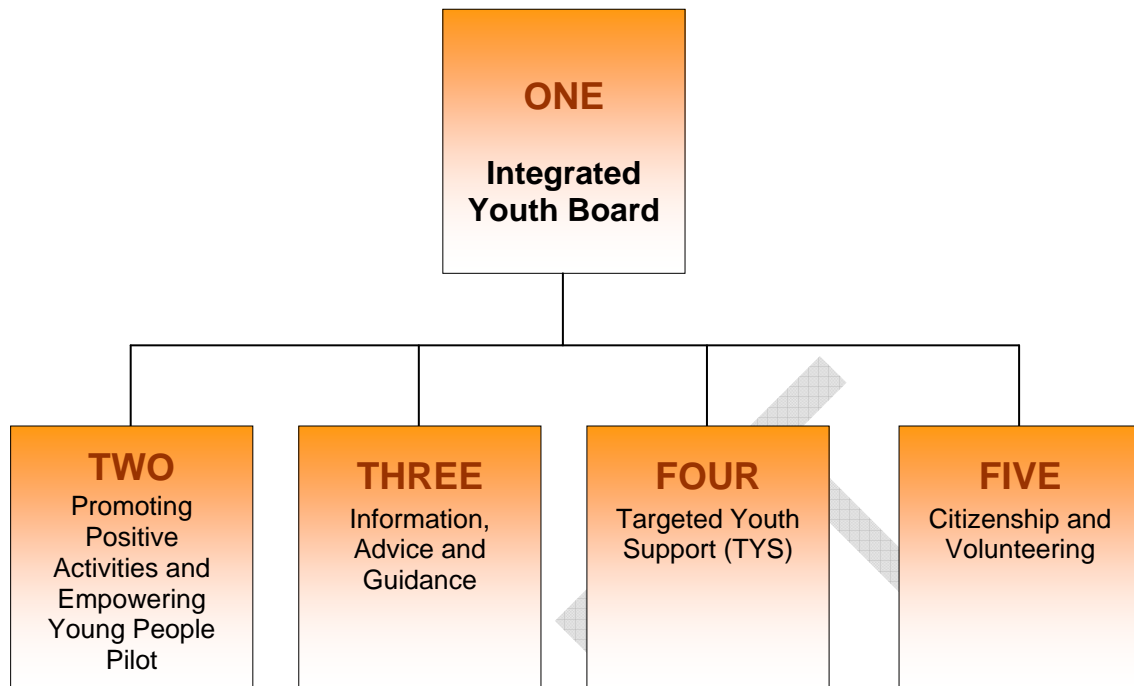 ONE
Integrated
Youth Board
TWO
Promoting
Positive
Activities and
Empowering
Young People
Pilot
THREE
Information,
Advice and
Guidance
FOUR
Targeted Youth
Support (TYS)
FIVE
Citizenship and
Volunteering